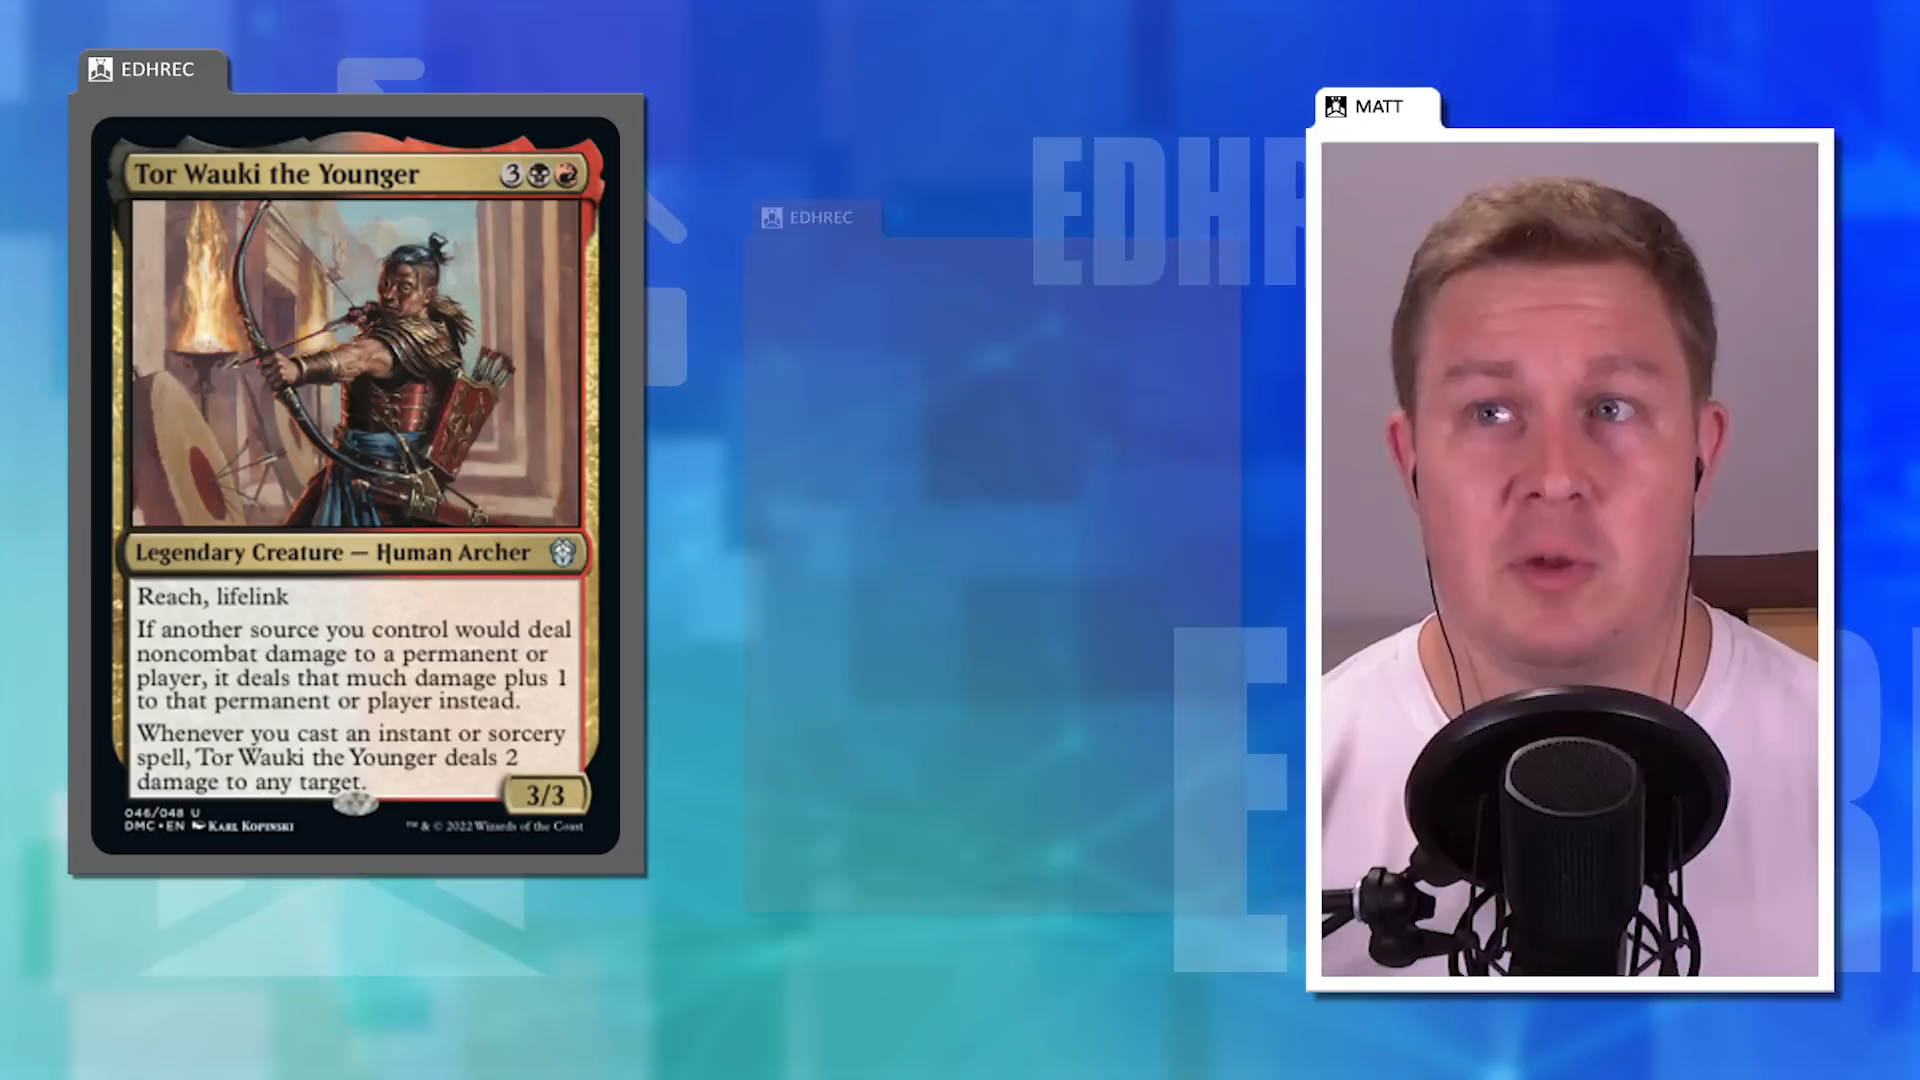 EDHREC
Tor Wauki the Younger 3
Legendary Creature — Human Archer
Reach, lifelink
If another source you control would deal
noncombat damage to a permanent or
player, it deals that much damage plus 1
to that permanent or player instead.
Whenever you cast an instant or sorcery
spell, Tor Wauki the Younger deals 2
damage to any target.
3/3
046/048 U
DMC • EN Karl Kopinski
™ & © 2022 Wizards of the Coast
EDHREC
EDHR
MATT
E
R